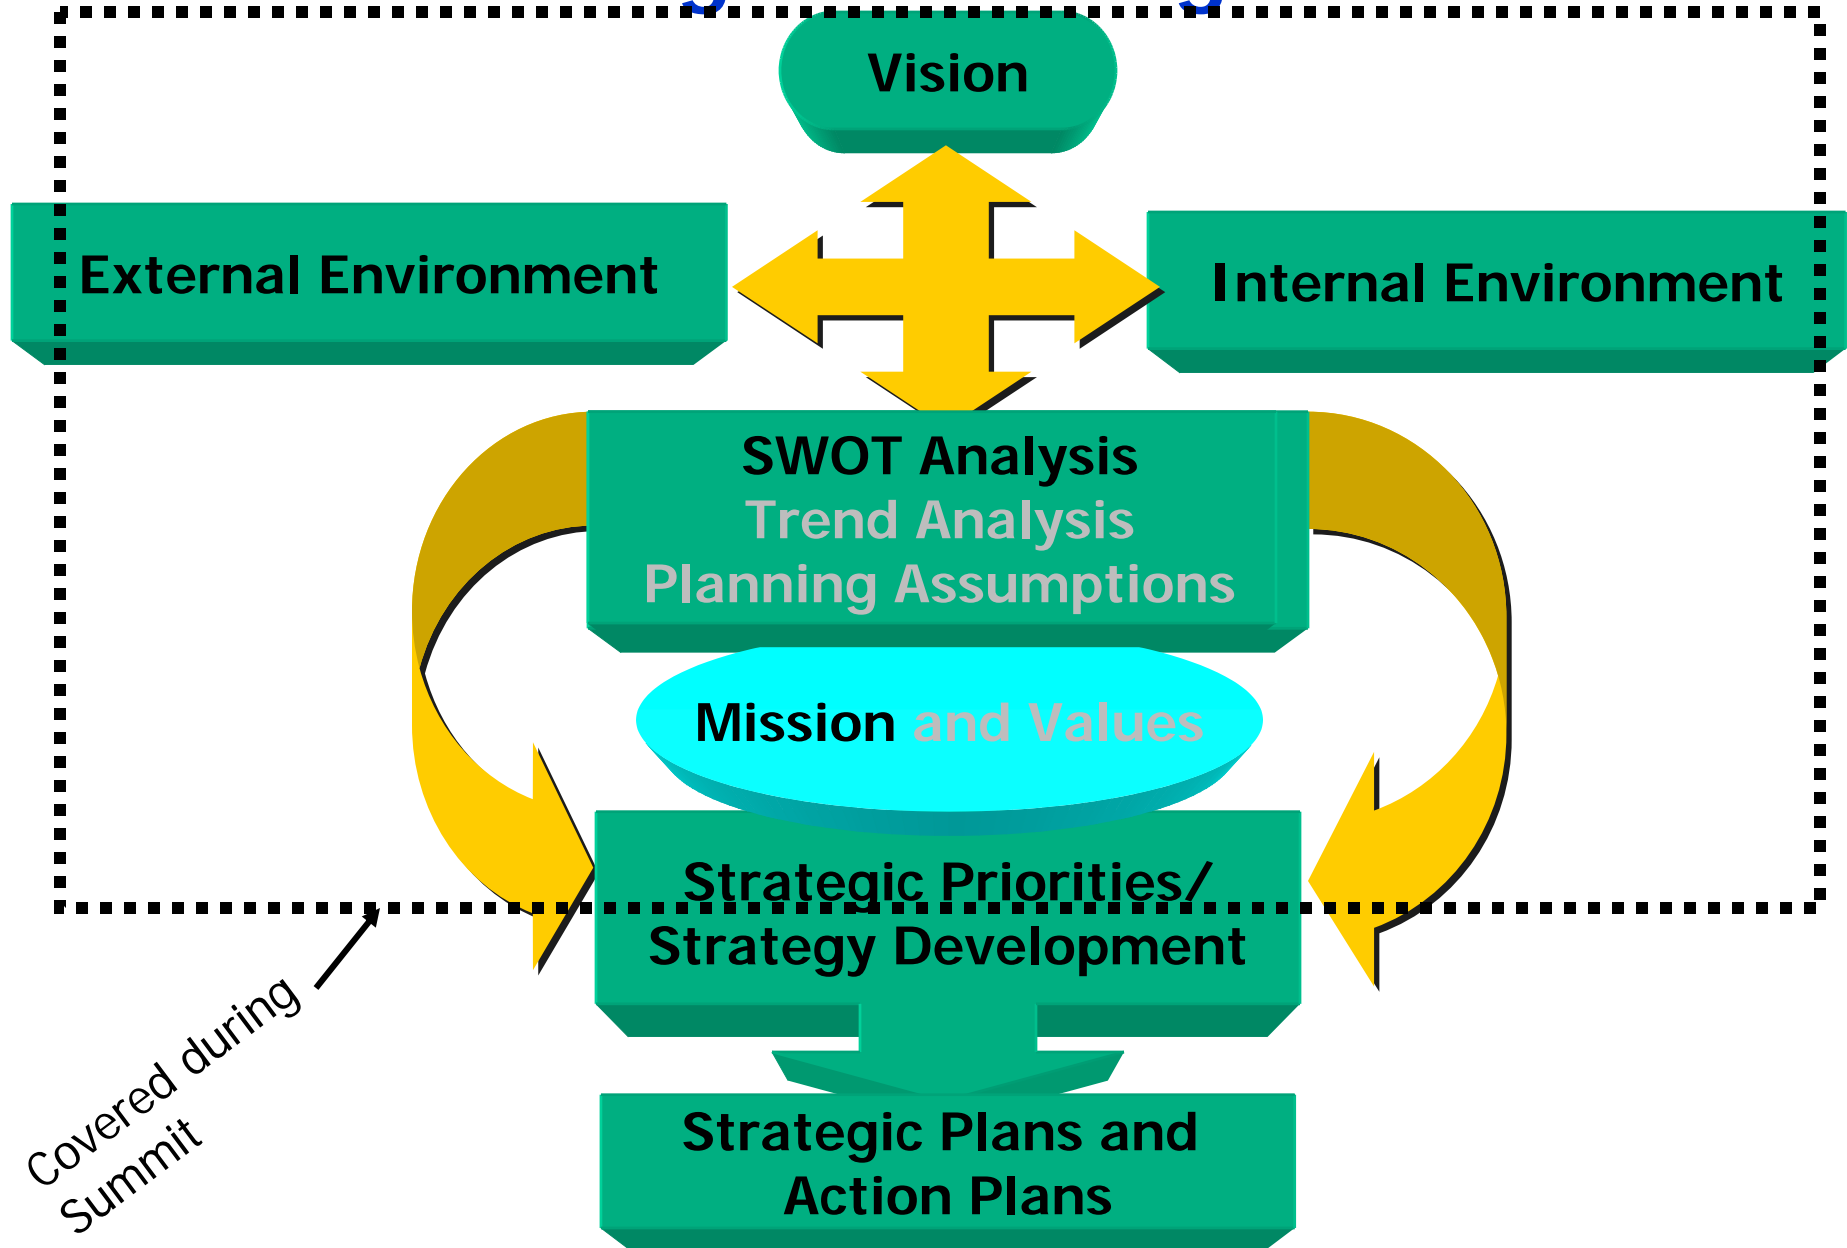 Vision
External Environment
Internal Environment
SWOT Analysis
Trend Analysis
Planning Assumptions
Mission and Values
Strategic Priorities/
Strategy Development
Strategic Plans and
Action Plans
Covered during
Summit